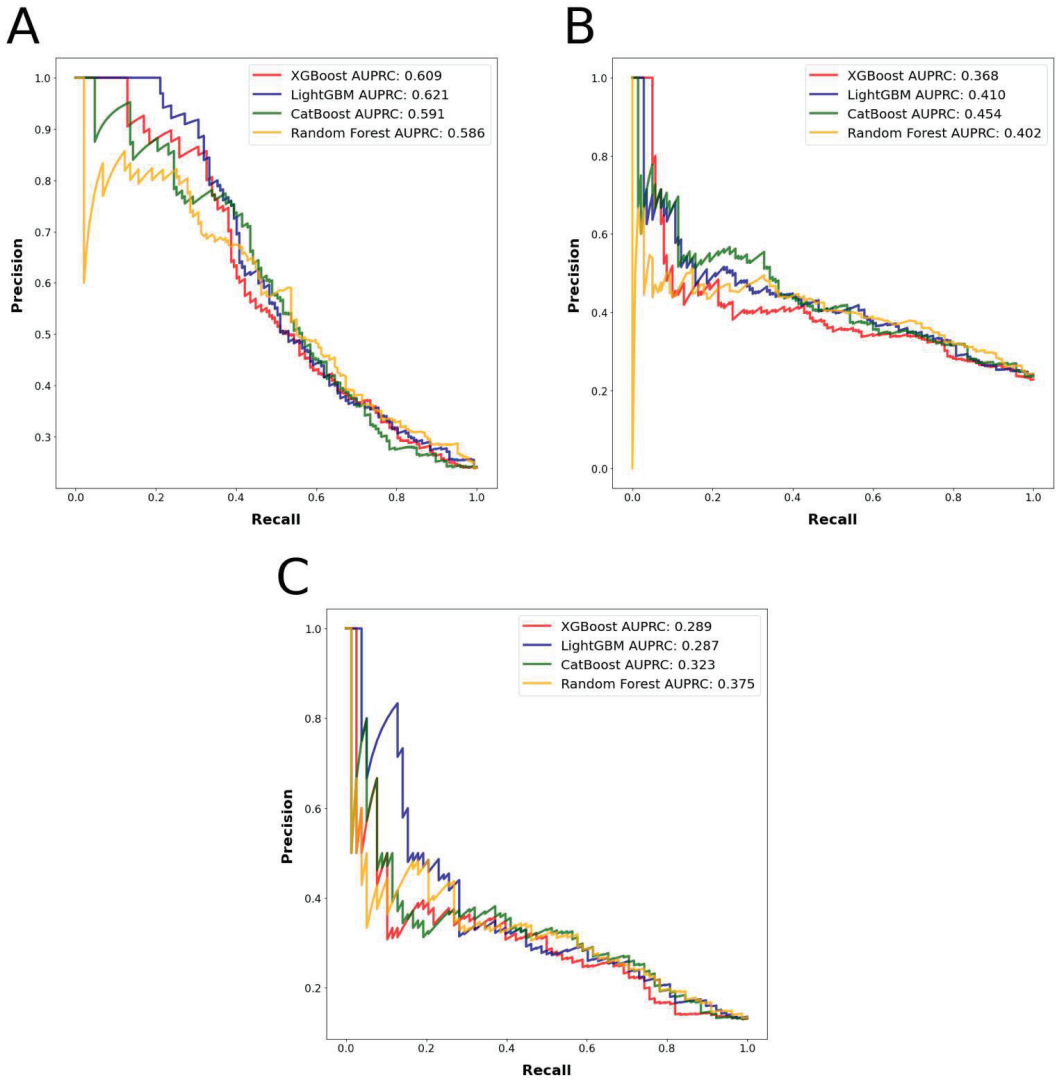 A
XGBoost AUPRC: 0.609
LightGBM AUPRC: 0.621
CatBoost AUPRC: 0.591
Random Forest AUPRC: 0.586
1.0
0.9
0.8
0.7
0.6
0.5
0.4
0.3
Precision
0.0 0.2 0.4 0.6 0.8 1.0
Recall
B
XGBoost AUPRC: 0.368
LightGBM AUPRC: 0.410
CatBoost AUPRC: 0.454
Random Forest AUPRC: 0.402
1.0
0.8
0.6
0.4
0.2
0.0
Precision
0.0 0.2 0.4 0.6 0.8 1.0
Recall
C
XGBoost AUPRC: 0.289
LightGBM AUPRC: 0.287
CatBoost AUPRC: 0.323
Random Forest AUPRC: 0.375
1.0
0.8
0.6
0.4
0.2
Precision
0.0 0.2 0.4 0.6 0.8 1.0
Recall